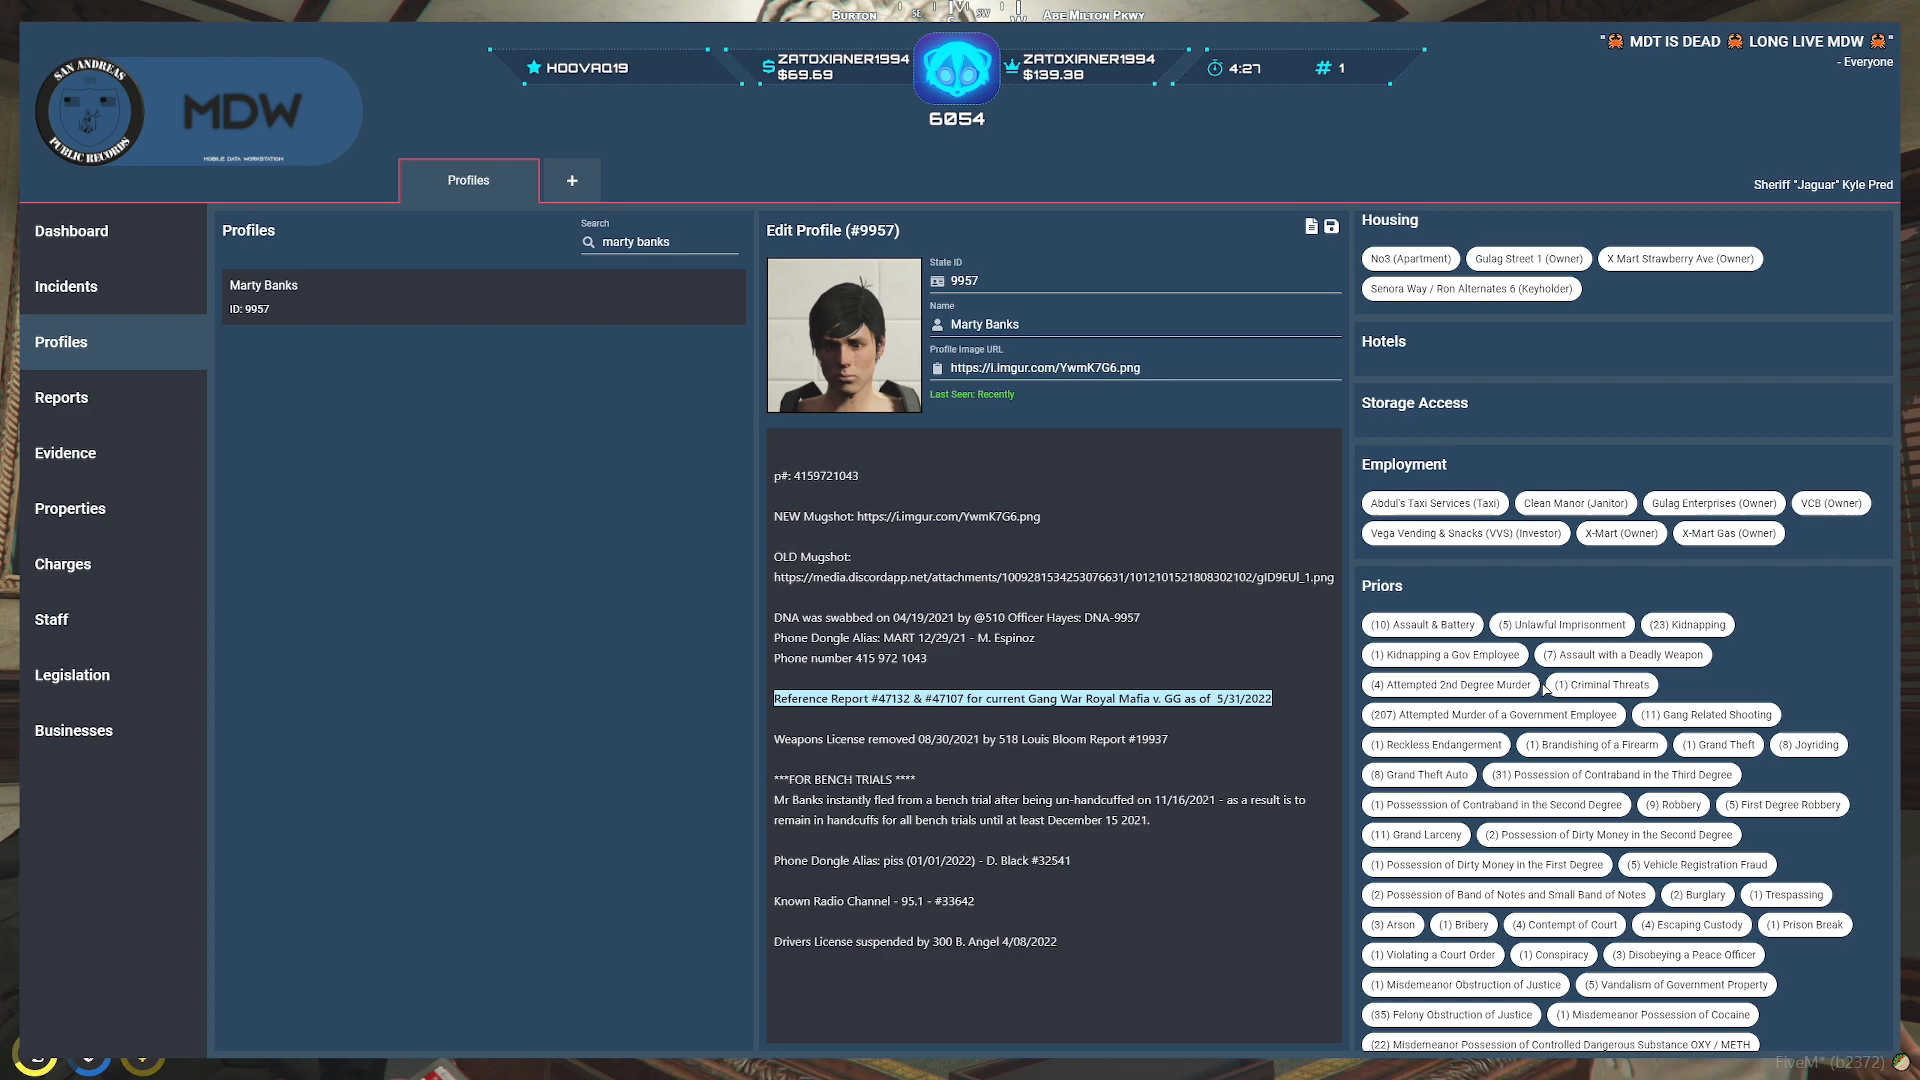 BURTON
SE
SW
ABE MILTON PKWY
HOOVAQ19
ZATOXIANER1994
$69.69
ZATOXIANER1994
$139.38
4:27
# 1
6054
"🦀 MDT IS DEAD 🦀 LONG LIVE MDW 🦀"
- Everyone
SAN ANDREAS
PUBLIC RECORDS
MDW
MOBILE DATA WORKSTATION
Profiles
+
Sheriff "Jaguar" Kyle Pred
Dashboard
Incidents
Profiles
Reports
Evidence
Properties
Charges
Staff
Legislation
Businesses
Profiles
Search
marty banks
Marty Banks
ID: 9957
Edit Profile (#9957)
State ID
9957
Name
Marty Banks
Profile Image URL
https://i.imgur.com/YwmK7G6.png
Last Seen: Recently
p#: 4159721043
NEW Mugshot: https://i.imgur.com/YwmK7G6.png
OLD Mugshot:
https://media.discordapp.net/attachments/1009281534253076631/1012101521808302102/gID9EUl_1.png
DNA was swabbed on 04/19/2021 by @510 Officer Hayes: DNA-9957
Phone Dongle Alias: MART 12/29/21 - M. Espinoz
Phone number 415 972 1043
Reference Report #47132 & #47107 for current Gang War Royal Mafia v. GG as of 5/31/2022
Weapons License removed 08/30/2021 by 518 Louis Bloom Report #19937
***FOR BENCH TRIALS ****
Mr Banks instantly fled from a bench trial after being un-handcuffed on 11/16/2021 - as a result is to
remain in handcuffs for all bench trials until at least December 15 2021.
Phone Dongle Alias: piss (01/01/2022) - D. Black #32541
Known Radio Channel - 95.1 - #33642
Drivers License suspended by 300 B. Angel 4/08/2022
Housing
No3 (Apartment) Gulag Street 1 (Owner) X Mart Strawberry Ave (Owner)
Senora Way / Ron Alternates 6 (Keyholder)
Hotels
Storage Access
Employment
Abdul's Taxi Services (Taxi) Clean Manor (Janitor) Gulag Enterprises (Owner) VCB (Owner)
Vega Vending & Snacks (VVS) (Investor) X-Mart (Owner) X-Mart Gas (Owner)
Priors
(10) Assault & Battery (5) Unlawful Imprisonment (23) Kidnapping
(1) Kidnapping a Gov Employee (7) Assault with a Deadly Weapon
(4) Attempted 2nd Degree Murder (1) Criminal Threats
(207) Attempted Murder of a Government Employee (11) Gang Related Shooting
(1) Reckless Endangerment (1) Brandishing of a Firearm (1) Grand Theft (8) Joyriding
(8) Grand Theft Auto (31) Possession of Contraband in the Third Degree
(1) Possesssion of Contraband in the Second Degree (9) Robbery (5) First Degree Robbery
(11) Grand Larceny (2) Possession of Dirty Money in the Second Degree
(1) Possession of Dirty Money in the First Degree (5) Vehicle Registration Fraud
(2) Possession of Band of Notes and Small Band of Notes (2) Burglary (1) Trespassing
(3) Arson (1) Bribery (4) Contempt of Court (4) Escaping Custody (1) Prison Break
(1) Violating a Court Order (1) Conspiracy (3) Disobeying a Peace Officer
(1) Misdemeanor Obstruction of Justice (5) Vandalism of Government Property
(35) Felony Obstruction of Justice (1) Misdemeanor Possession of Cocaine
(22) Misdemeanor Possession of Controlled Dangerous Substance OXY / METH
FiveM* (b2372)